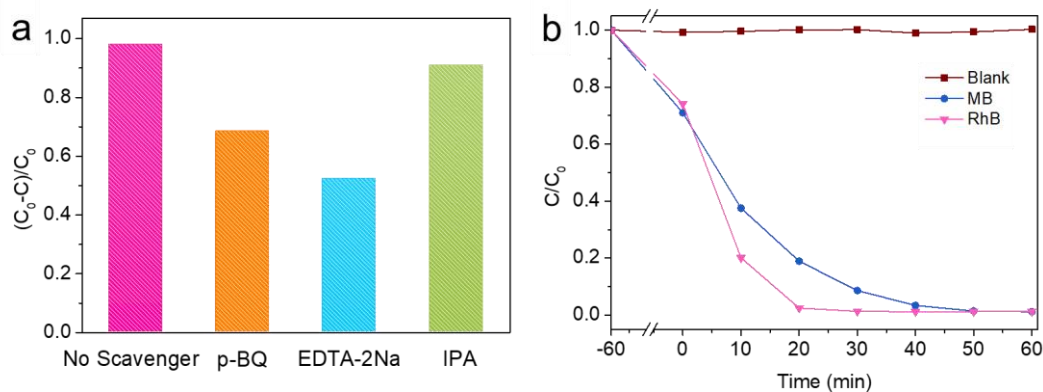 a
(C₀-C)/C₀
1.0
0.8
0.6
0.4
0.2
0.0
No Scavenger p-BQ EDTA-2Na IPA
b
C/C₀
1.0
0.8
0.6
0.4
0.2
0.0
Blank
MB
RhB
-60 0 10 20 30 40 50 60
Time (min)